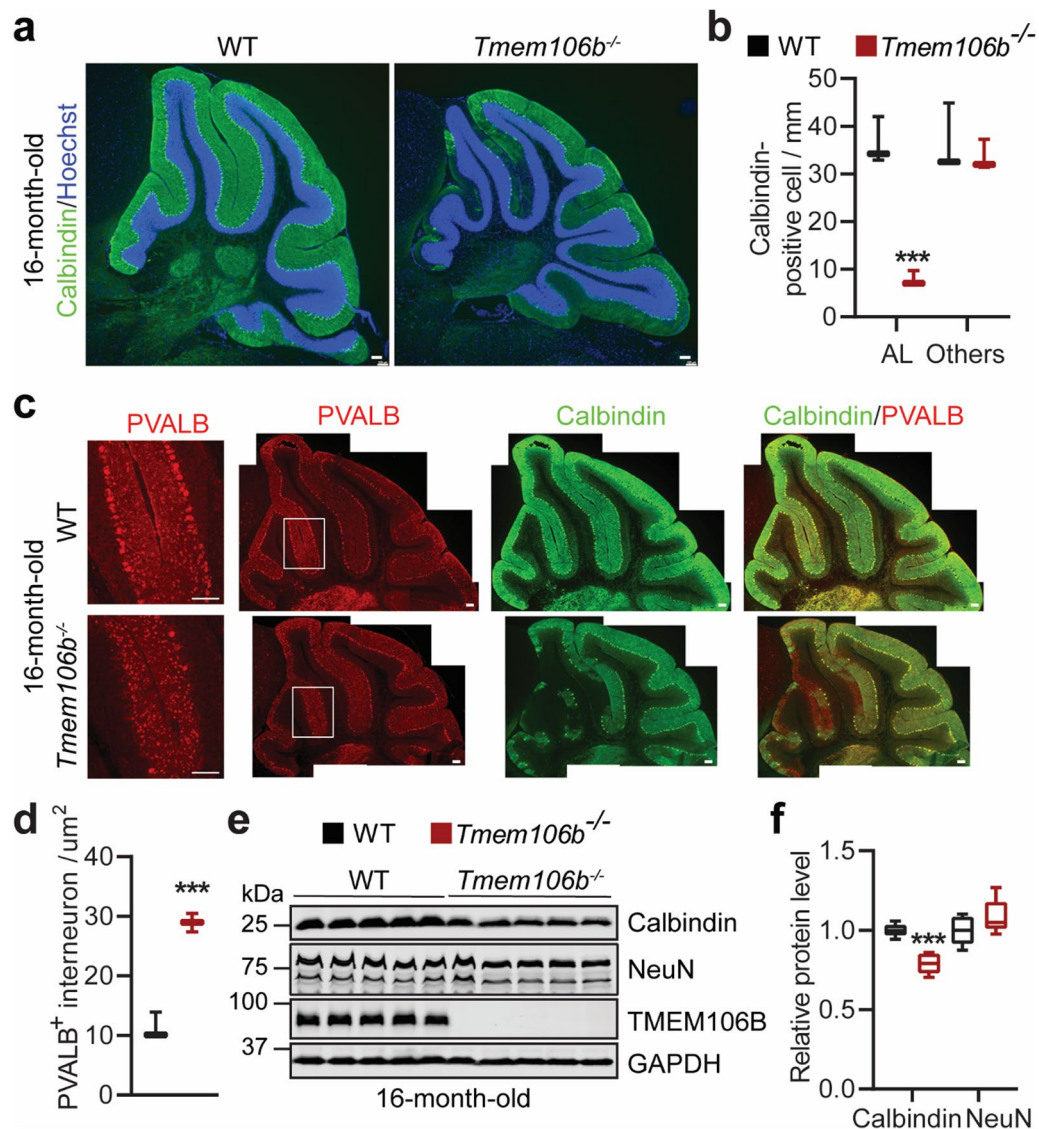 a
WT
Tmem106b-/-
16-month-old
Calbindin/Hoechst
b
WT
Tmem106b-/-
Calbindin-
positive cell / mm
50
40
30
20
10
0
***
AL
Others
c
PVALB
PVALB
Calbindin
Calbindin/PVALB
16-month-old
WT
Tmem106b-/-
d
PVALB+ interneuron /um2
40
30
20
10
0
***
e
WT
Tmem106b-/-
kDa
WT
Tmem106b-/-
25
Calbindin
75
NeuN
100
TMEM106B
37
GAPDH
16-month-old
f
Relative protein level
1.5
1.0
0.5
0.0
***
Calbindin NeuN